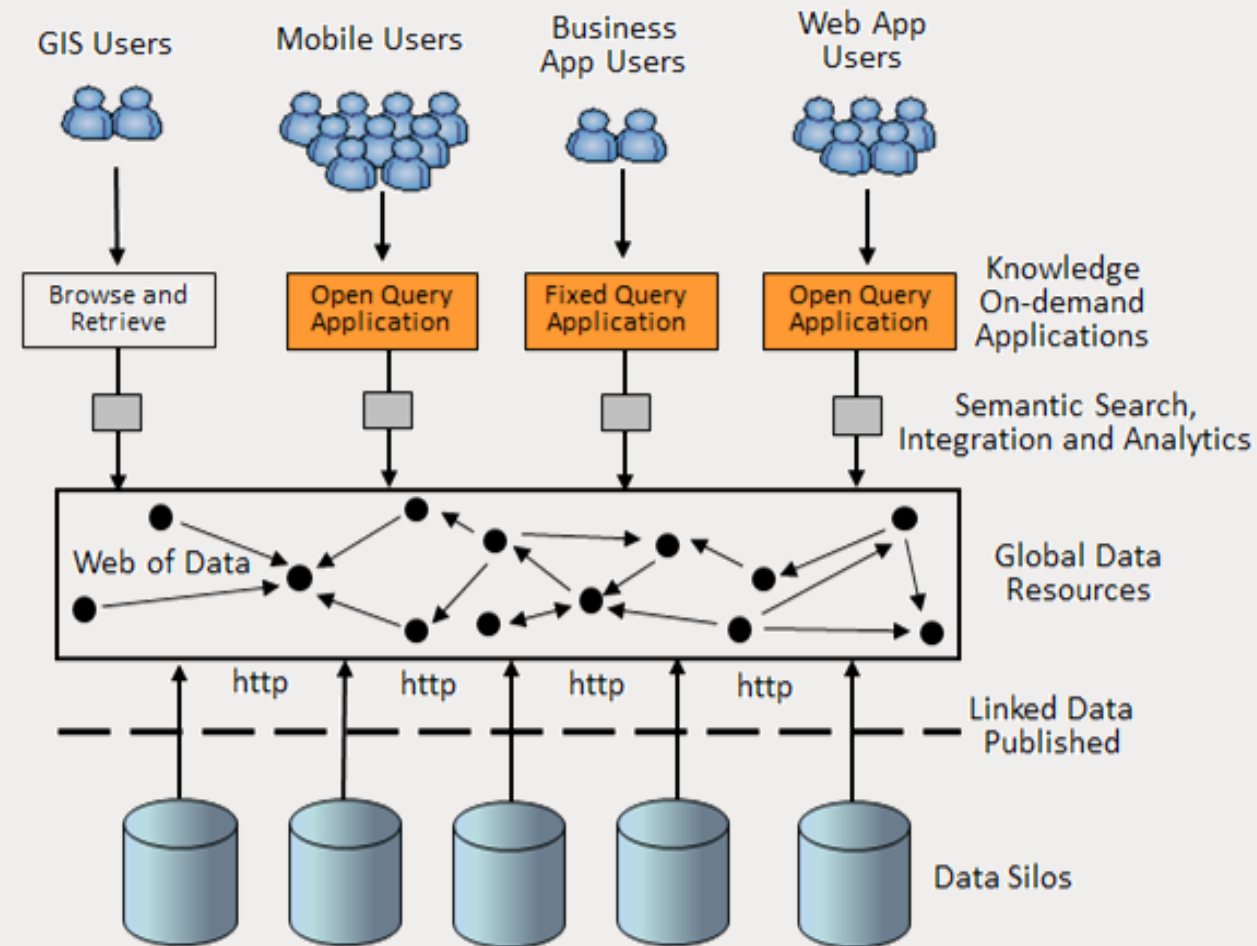 GIS Users
Mobile Users
Business
App Users
Web App
Users
Browse and
Retrieve
Open Query
Application
Fixed Query
Application
Open Query
Application
Knowledge
On-demand
Applications
Semantic Search,
Integration and Analytics
Web of Data
Global Data
Resources
http
http
http
http
Linked Data
Published
Data Silos